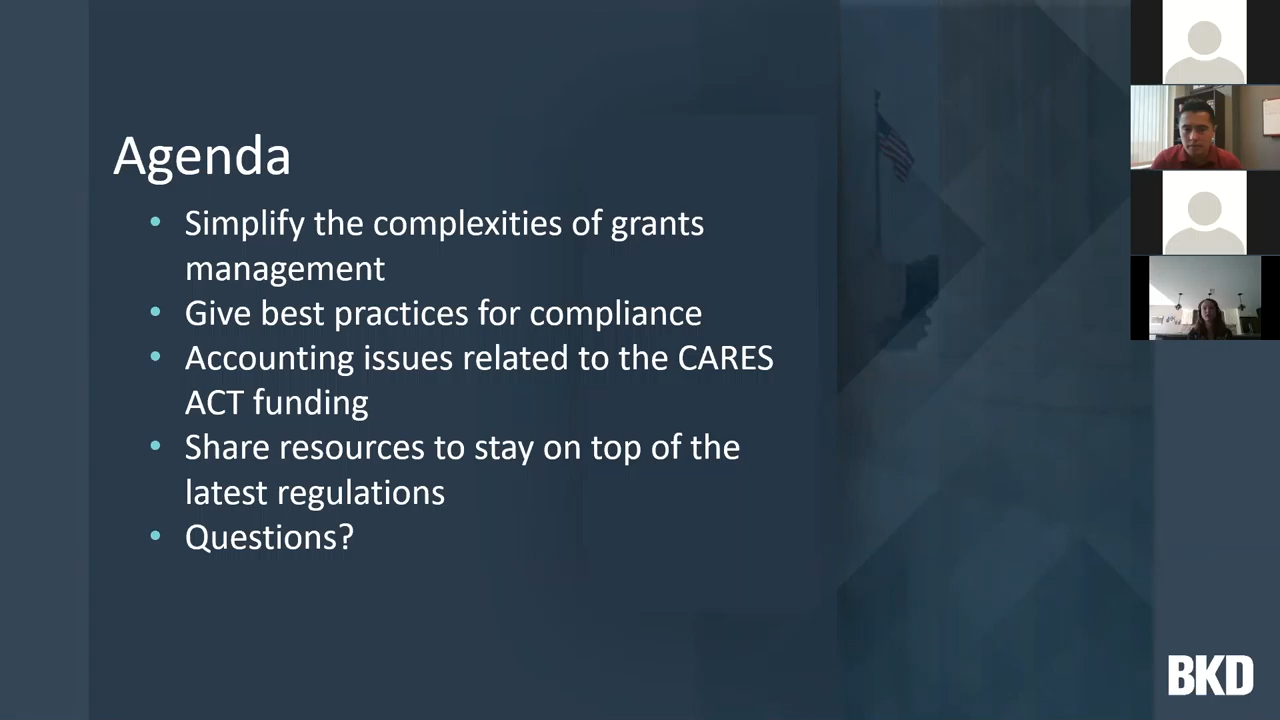 Agenda
• Simplify the complexities of grants
management
• Give best practices for compliance
• Accounting issues related to the CARES
ACT funding
• Share resources to stay on top of the
latest regulations
• Questions?
BKD